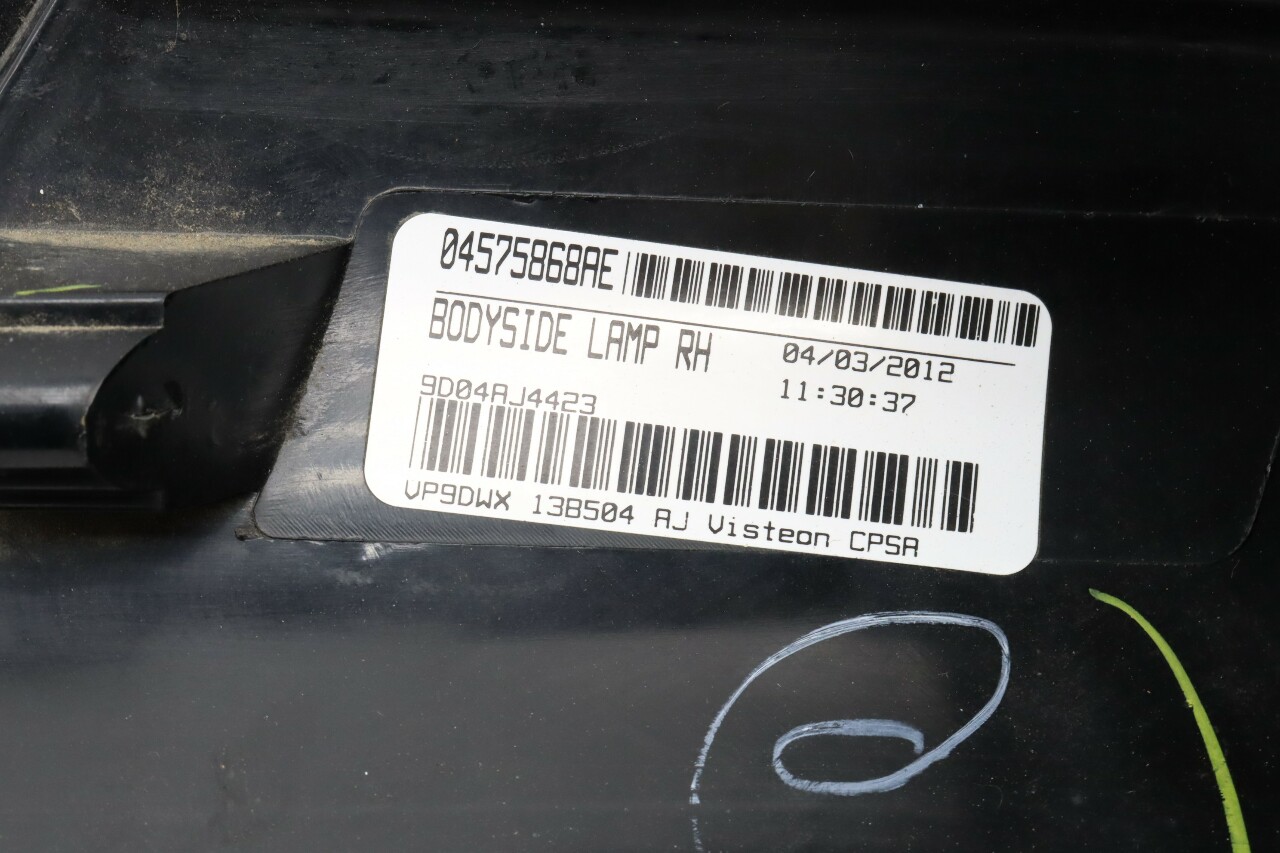 04575868AE
BODYSIDE LAMP RH
04/03/2012
11:30:37
9D04AJ4423
VP9DWX 13B504 AJ Visteon CPSA